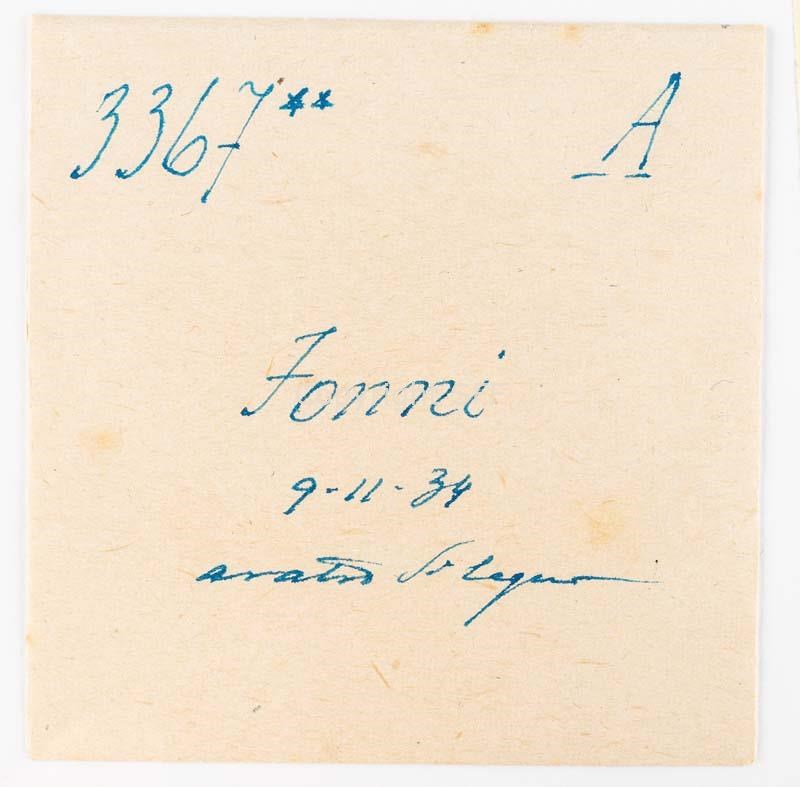 3367** A
Fonni
9-11-34
aratro di legno